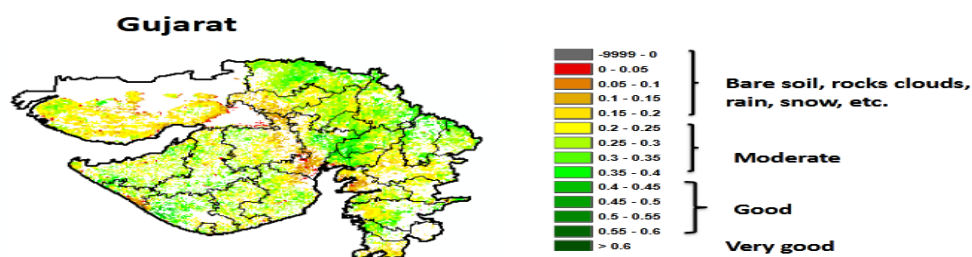 Gujarat
-9999 - 0
0 - 0.05
0.05 - 0.1
0.1 - 0.15
0.15 - 0.2
0.2 - 0.25
0.25 - 0.3
0.3 - 0.35
0.35 - 0.4
0.4 - 0.45
0.45 - 0.5
0.5 - 0.55
0.55 - 0.6
> 0.6
Bare soil, rocks clouds,
rain, snow, etc.
Moderate
Good
Very good